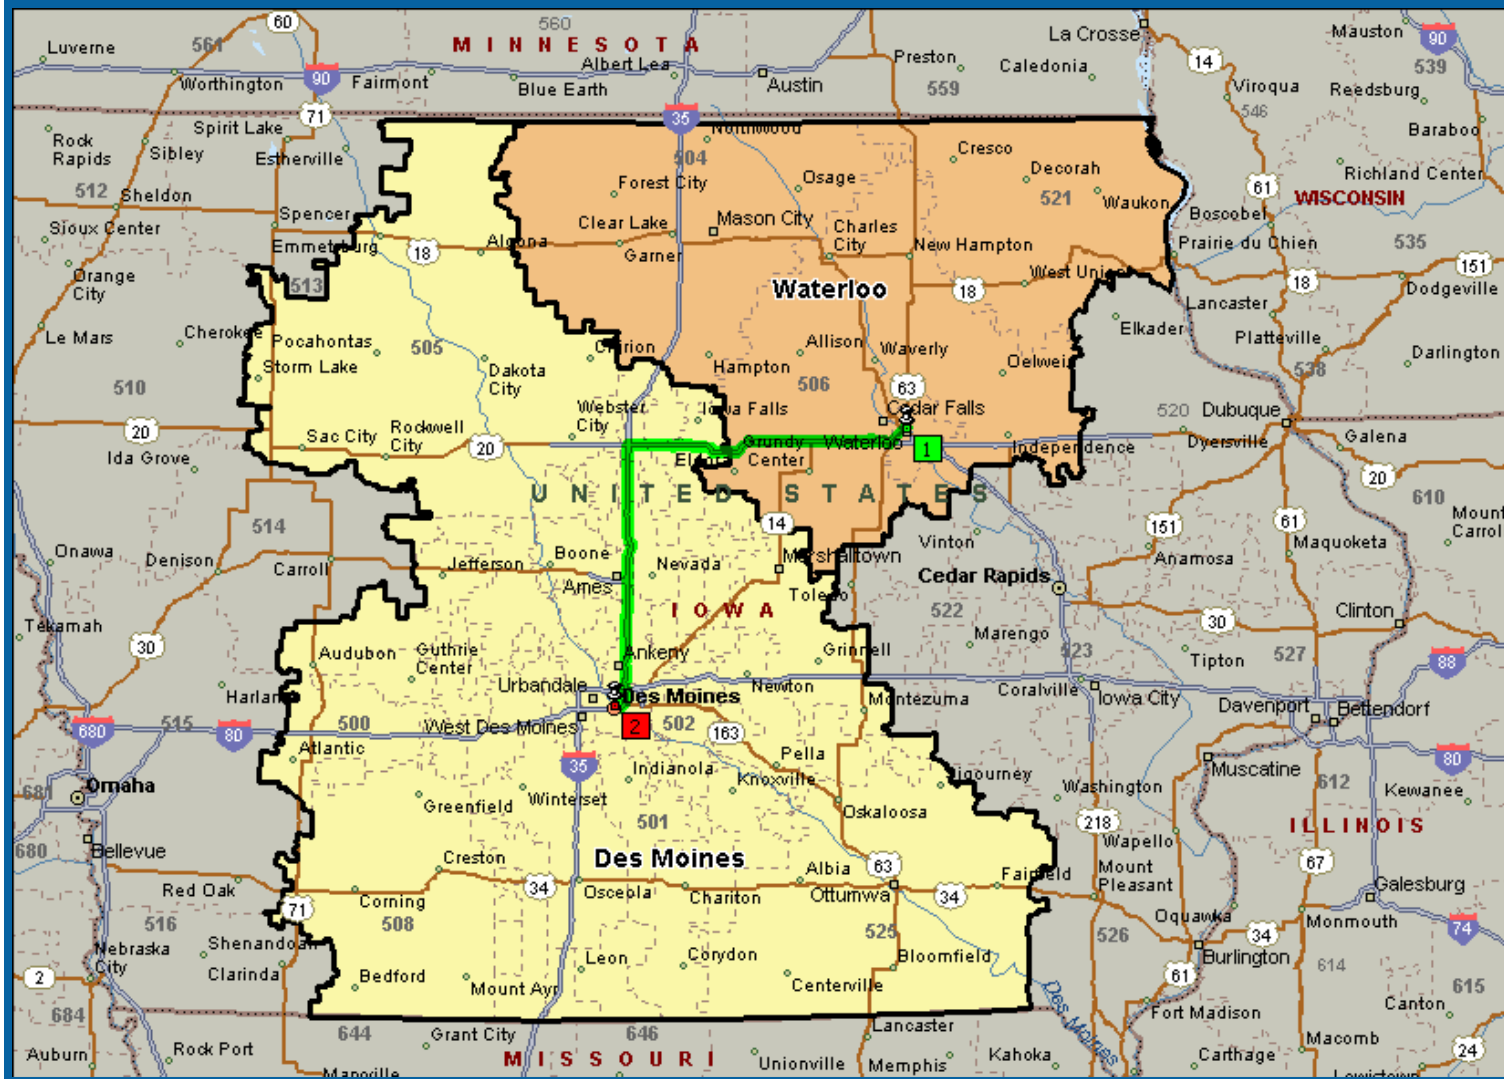 60
560
La Crosse
Mauston
Luverne
561
MINNESOTA
90
Preston
14
539
90
Albert Lea
Worthington
Fairmont
Blue Earth
Austin
Caledonia
559
Viroqua
Reedsburg
546
71
35
Spirit Lake
Northwood
Baraboo
Rock
Rapids
Sibley
Estherville
504
Cresco
Decorah
Richland Center
512
Sheldon
Forest City
Osage
521
61
WISCONSIN
Spencer
Clear Lake
Mason City
Charles
City
Waukon
Boscobel
Sioux Center
Emmetsburg
18
Algona
Garner
New Hampton
Prairie du Chien
535
Orange
City
513
Waterloo
West Union
18
18
151
Dodgeville
Lancaster
Le Mars
Cherokee
Pocahontas
505
Clarion
Allison
Waverly
Elkader
Platteville
Storm Lake
Dakota
City
Hampton
506
63
Oelwein
538
Darlington
510
Webster
City
Iowa Falls
Cedar Falls
520
Dubuque
20
Sac City
Rockwell
City
20
Grundy
Center
Waterloo
1
Independence
Dyersville
Galena
Ida Grove
Eldora
20
UNITED STATES
610
514
14
151
61
Mount
Carrol
Onawa
Denison
Carroll
Jefferson
Boone
Nevada
Marshalltown
Vinton
Anamosa
Maquoketa
Ames
Cedar Rapids
Tekamah
IOWA
Toledo
522
30
Clinton
30
Audubon
Guthrie
Center
Ankeny
Grinnell
Marengo
523
Tipton
527
88
Harlan
Urbandale
Des Moines
Newton
Montezuma
Coralville
Iowa City
Davenport
Bettendorf
680
515
80
500
West Des Moines
2
502
163
Atlantic
35
Indianola
Pella
Knoxville
Sigourney
Muscatine
80
681
Omaha
Greenfield
Winterset
Oskaloosa
Washington
612
Kewanee
501
218
ILLINOIS
680
Bellevue
Creston
Des Moines
Albia
63
Wapello
67
Red Oak
34
Osceola
Chariton
Ottumwa
34
Fairfield
Mount
Pleasant
Galesburg
71
Corning
516
508
525
526
Oquawka
34
Monmouth
74
Nebraska
City
Shenandoah
Leon
Corydon
Bloomfield
Burlington
614
2
Clarinda
Bedford
Mount Ayr
Centerville
61
615
Des Moines
Canton
684
644
Grant City
646
Lancaster
Fort Madison
Auburn
Rock Port
MISSOURI
Unionville
Memphis
Kahoka
Carthage
Macomb
24
Maryville
Lewistown